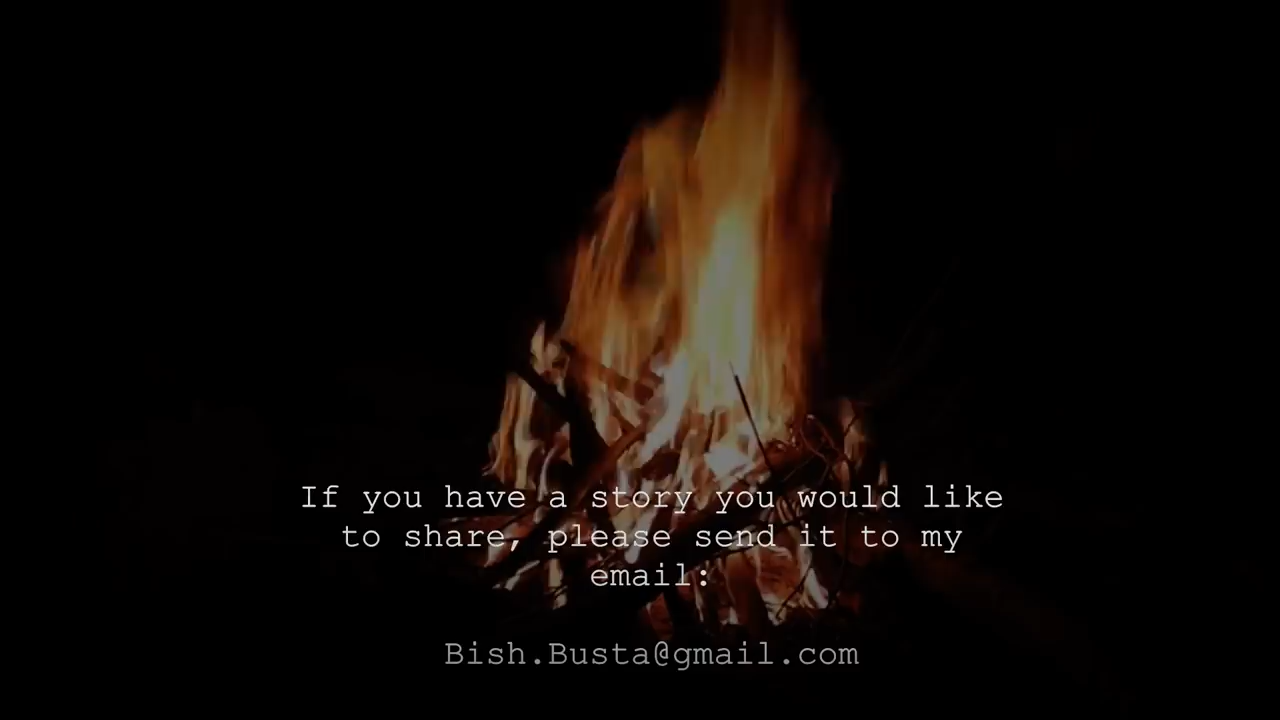 If you have a story you would like
to share, please send it to my
email:
Bish.Busta@gmail.com